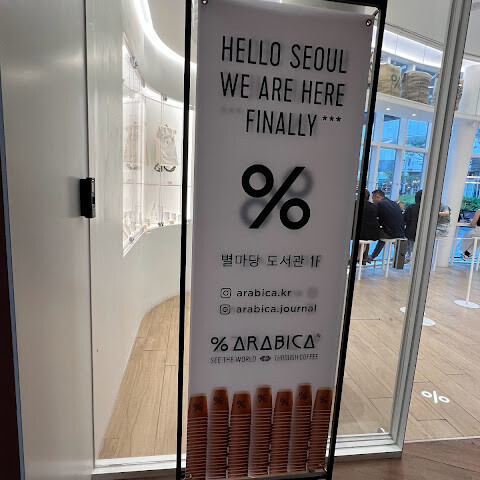 HELLO SEOUL
WE ARE HERE
*** FINALLY ***
%
별마당 도서관 1F
arabica.kr
arabica.journal
% ARABICA
SEE THE WORLD THROUGH COFFEE
%